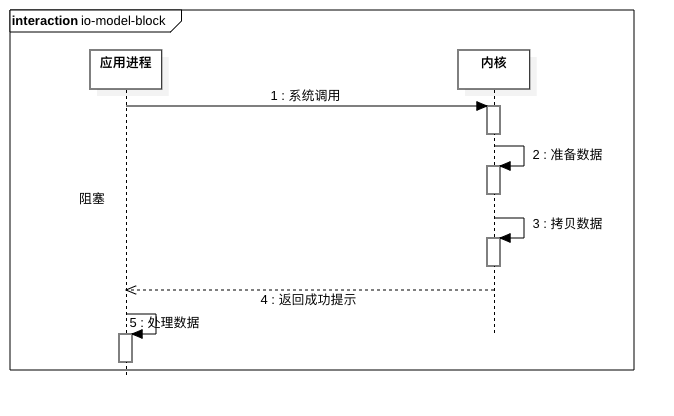 interaction io-model-block
应用进程
内核
1 : 系统调用
2 : 准备数据
阻塞
3 : 拷贝数据
4 : 返回成功提示
5 : 处理数据